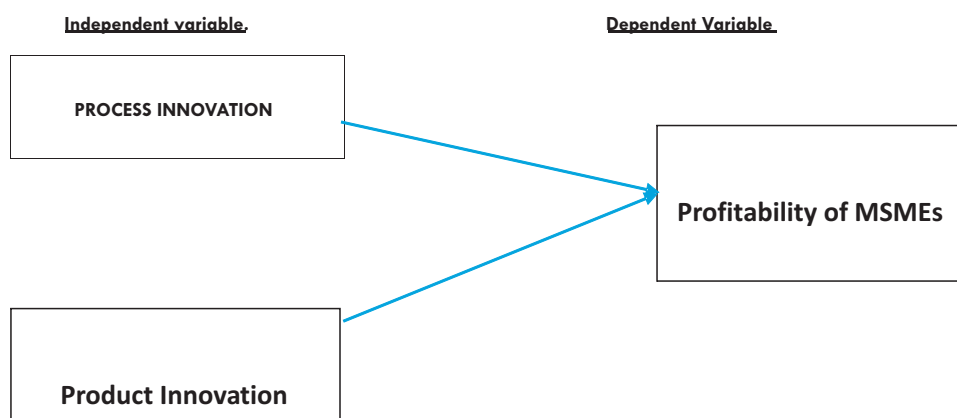 Independent variable.
Dependent Variable
PROCESS INNOVATION
Profitability of MSMEs
Product Innovation